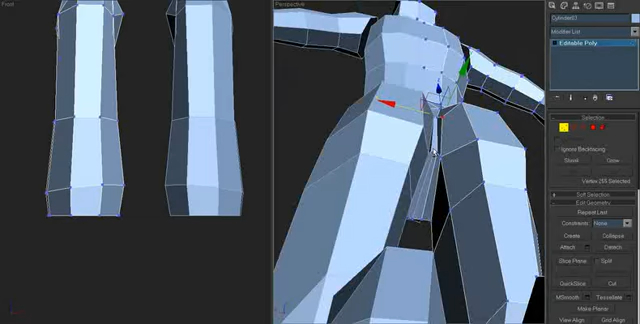 Front
Perspective
Cylinder03
Modifier List
Editable Poly
Selection
Ignore Backfacing
Shrink
Grow
Vertex 259 Selected
Soft Selection
Edit Geometry
Repeat Last
Constraints: None
Create
Collapse
Attach
Detach
Slice Plane
Split
QuickSlice
Cut
MSmooth
Tessellate
Make Planar
View Align
Grid Align